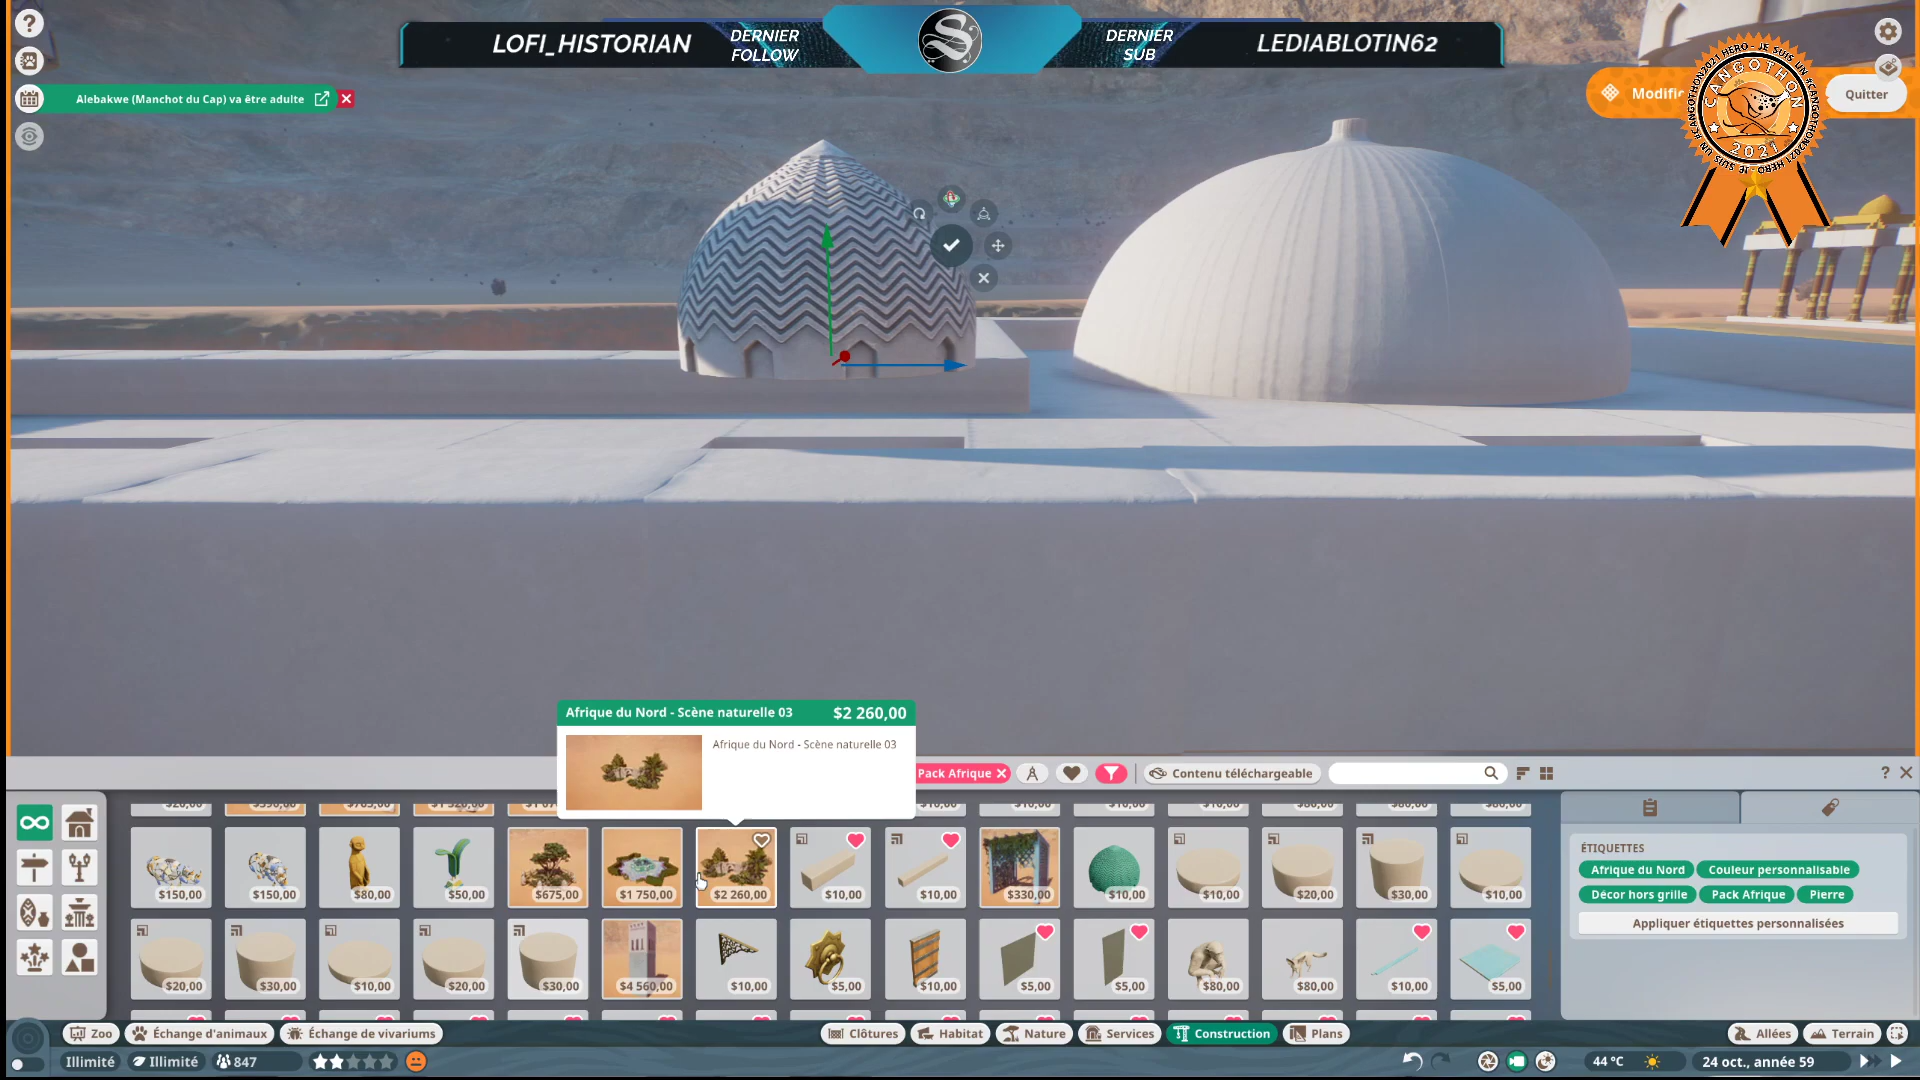 LOFI_HISTORIAN
DERNIER
FOLLOW
DERNIER
SUB
LEDIABLOTIN62
Alebakwe (Manchot du Cap) va être adulte
Quitter
CANGOTHON
2021
Afrique du Nord - Scène naturelle 03 $2 260,00
Afrique du Nord - Scène naturelle 03
Pack Afrique
Contenu téléchargeable
$150,00 $150,00 $80,00 $50,00 $675,00 $1 750,00 $2 260,00 $10,00 $10,00 $330,00 $10,00 $10,00 $20,00 $30,00 $10,00
$20,00 $30,00 $10,00 $20,00 $30,00 $4 560,00 $10,00 $5,00 $10,00 $5,00 $5,00 $80,00 $80,00 $10,00 $5,00
ÉTIQUETTES
Afrique du Nord Couleur personnalisable
Décor hors grille Pack Afrique Pierre
Appliquer étiquettes personnalisées
Zoo Échange d'animaux Échange de vivariums Clôtures Habitat Nature Services Construction Plans Allées Terrain
Illimité Illimité 847 44 °C 24 oct., année 59